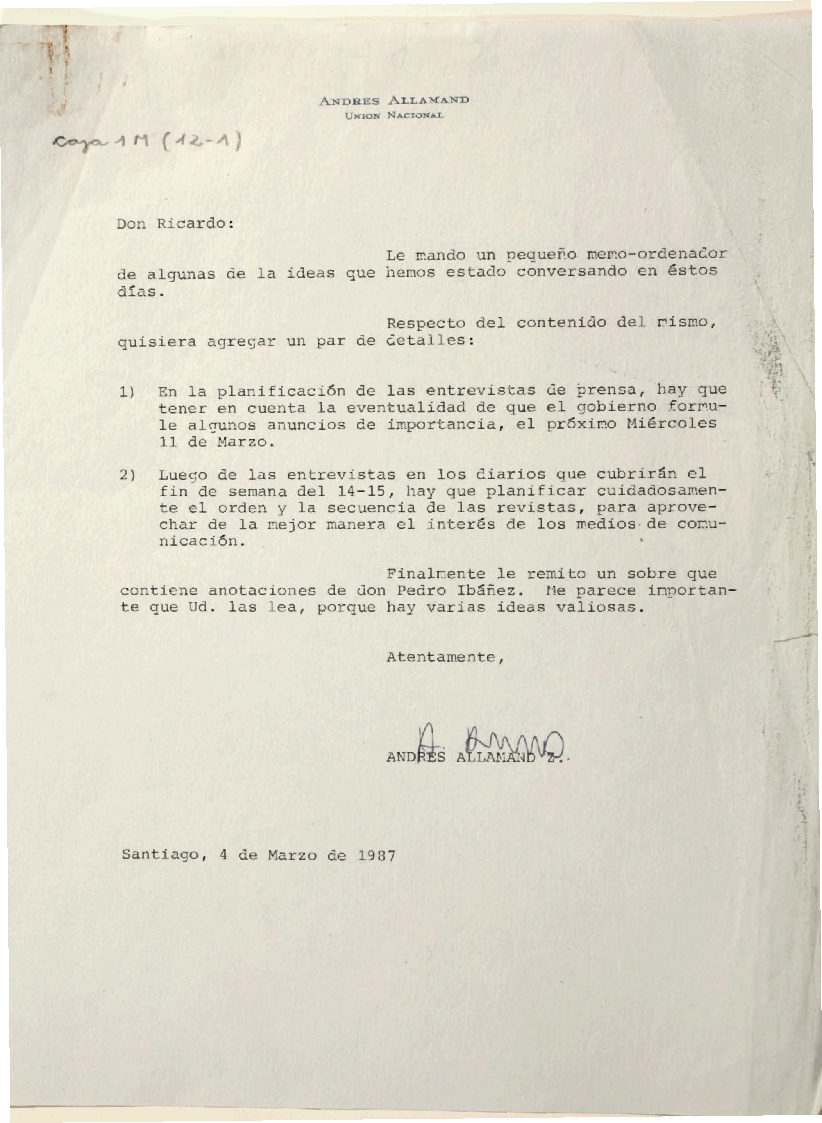 ANDRES ALLAMAND
UNION NACIONAL
Caja 1 M (12-1)
Don Ricardo:
Le mando un pequeño memo-ordenador
de algunas de la ideas que hemos estado conversando en éstos
días.
Respecto del contenido del mismo,
quisiera agregar un par de detalles:
1) En la planificación de las entrevistas de prensa, hay que
tener en cuenta la eventualidad de que el gobierno formu-
le algunos anuncios de importancia, el próximo Miércoles
11 de Marzo.
2) Luego de las entrevistas en los diarios que cubrirán el
fin de semana del 14-15, hay que planificar cuidadosamen-
te el orden y la secuencia de las revistas, para aprove-
char de la mejor manera el interés de los medios de comu-
nicación.
Finalmente le remito un sobre que
contiene anotaciones de don Pedro Ibáñez. Me parece importan-
te que Ud. las lea, porque hay varias ideas valiosas.
Atentamente,
ANDRES ALLAMAND Z.
Santiago, 4 de Marzo de 1987